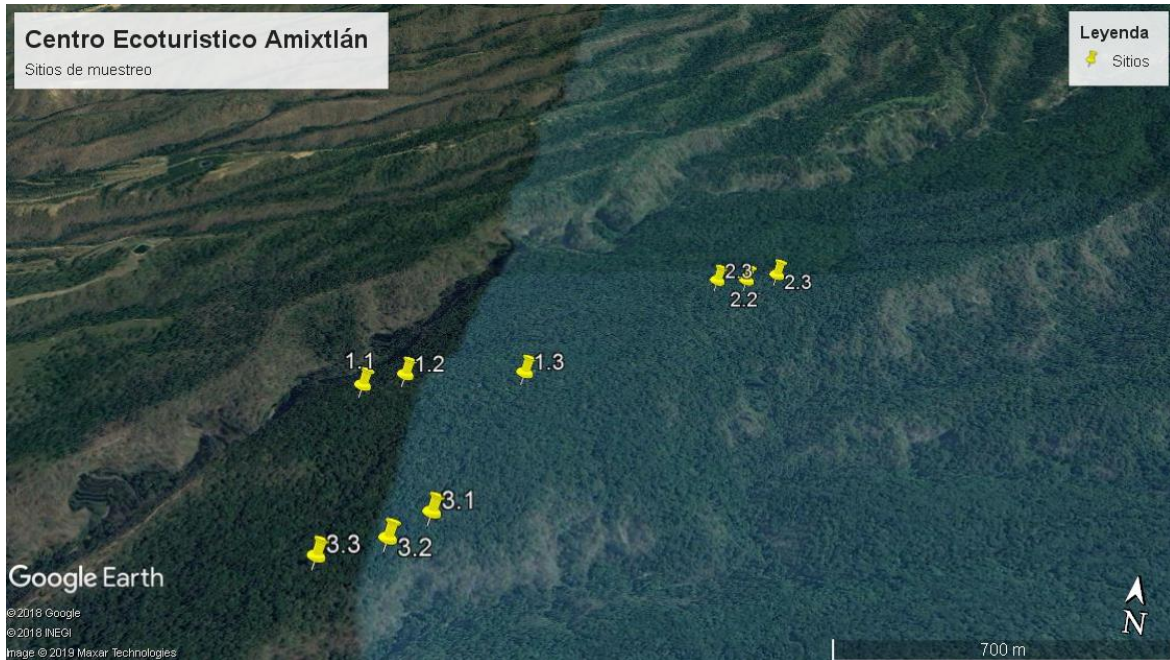 Centro Ecoturistico Amixtlán
Sitios de muestreo
Leyenda
Sitios
2.3
2.2
2.3
1.1
1.2
1.3
3.1
3.2
3.3
Google Earth
©2018 Google
©2018 INEGI
Image © 2019 Maxar Technologies
N
700 m